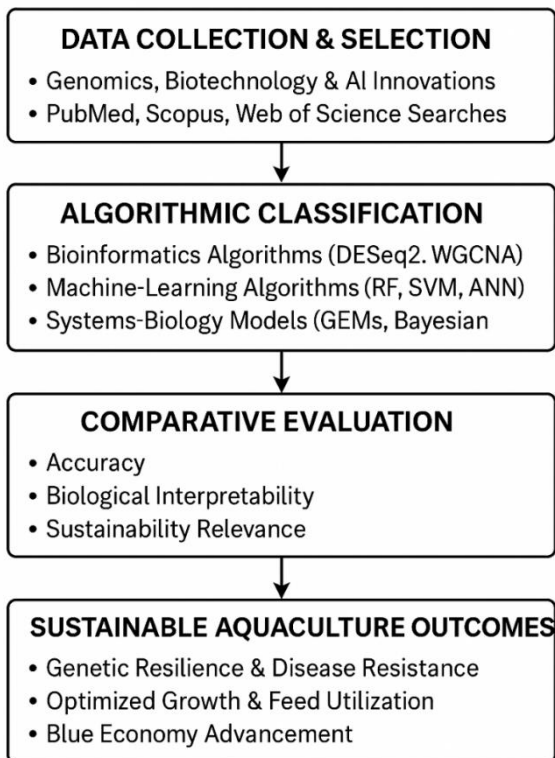 DATA COLLECTION & SELECTION
• Genomics, Biotechnology & AI Innovations
• PubMed, Scopus, Web of Science Searches
ALGORITHMIC CLASSIFICATION
• Bioinformatics Algorithms (DESeq2. WGCNA)
• Machine-Learning Algorithms (RF, SVM, ANN)
• Systems-Biology Models (GEMs, Bayesian
COMPARATIVE EVALUATION
• Accuracy
• Biological Interpretability
• Sustainability Relevance
SUSTAINABLE AQUACULTURE OUTCOMES
• Genetic Resilience & Disease Resistance
• Optimized Growth & Feed Utilization
• Blue Economy Advancement